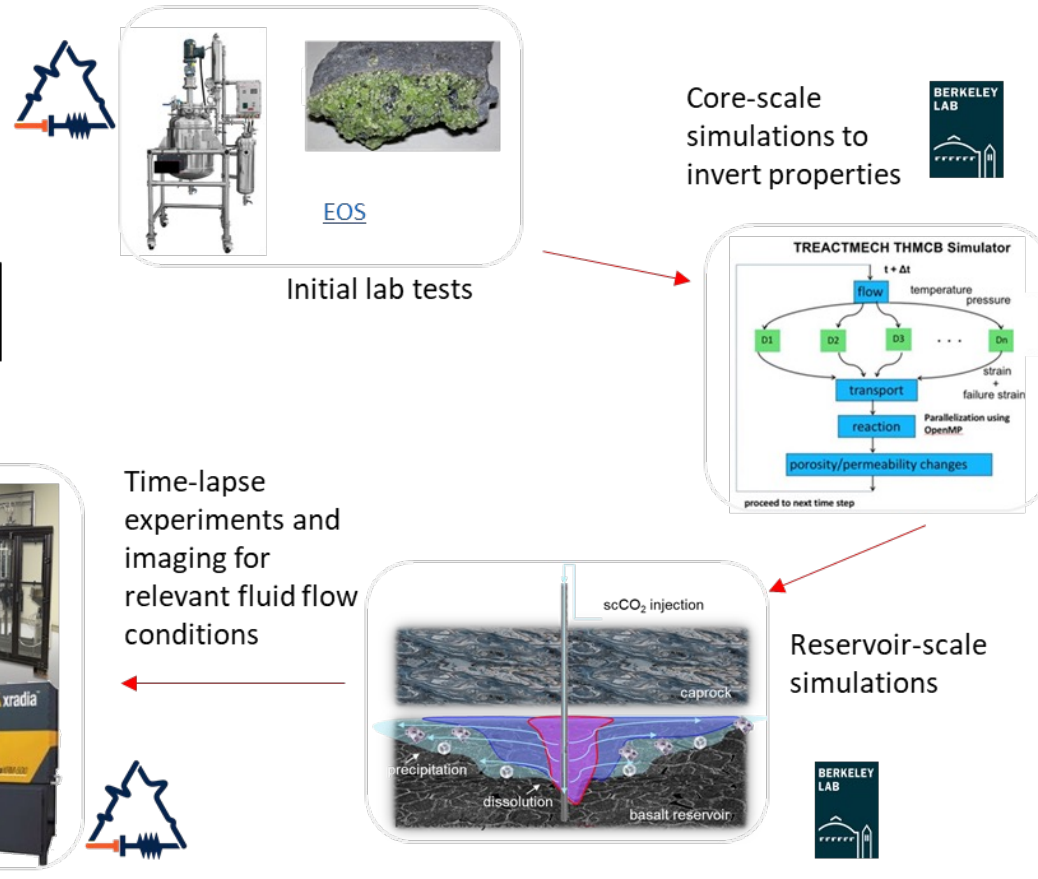 EOS
Initial lab tests
Core-scale
simulations to
invert properties
BERKELEY
LAB
TREACTMECH THMCB Simulator
t + Δt
flow
temperature
pressure
D1
D2
D3
. . .
Dn
strain
+
failure strain
transport
reaction
Parallelization using
OpenMP
porosity/permeability changes
proceed to next time step
Time-lapse
experiments and
imaging for
relevant fluid flow
conditions
xradia
scCO₂ injection
caprock
precipitation
dissolution
basalt reservoir
Reservoir-scale
simulations
BERKELEY
LAB